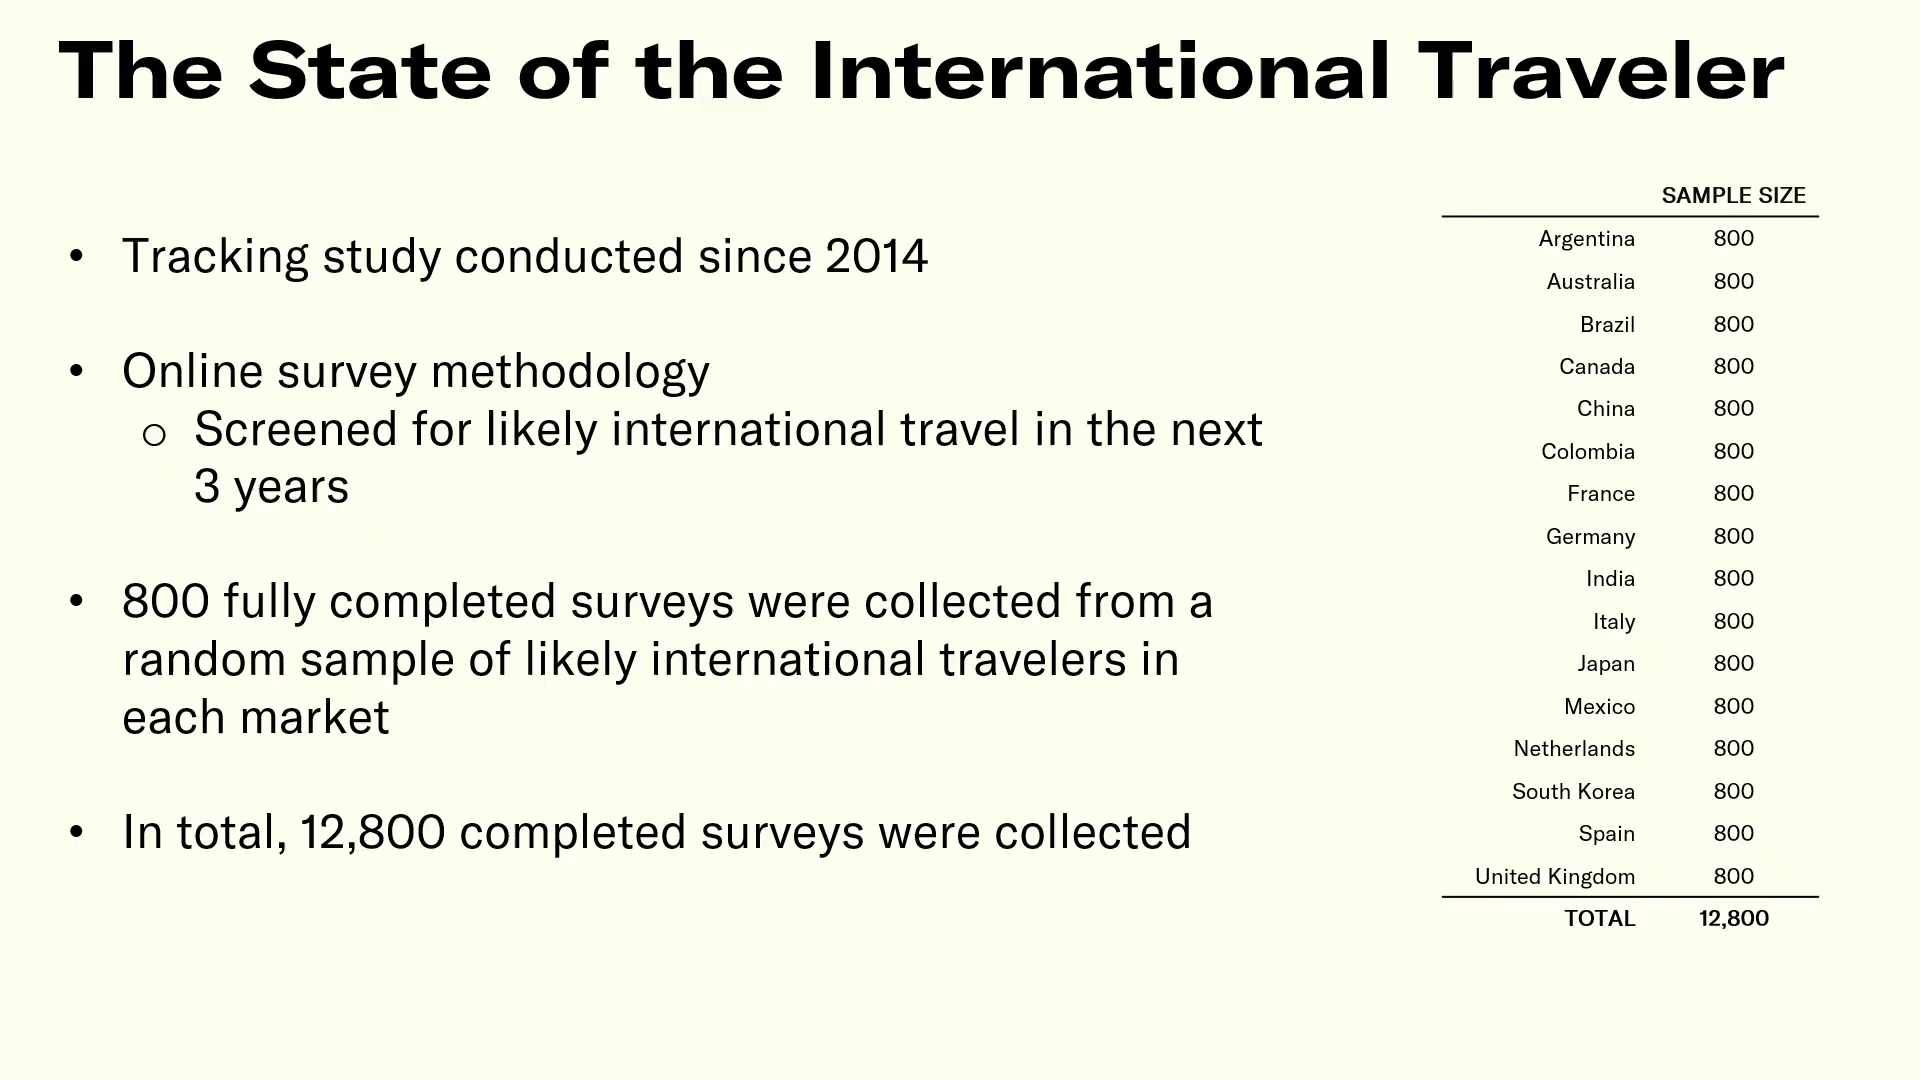 The State of the International Traveler
• Tracking study conducted since 2014
• Online survey methodology
o Screened for likely international travel in the next
3 years
• 800 fully completed surveys were collected from a
random sample of likely international travelers in
each market
• In total, 12,800 completed surveys were collected
SAMPLE SIZE
Argentina 800
Australia 800
Brazil 800
Canada 800
China 800
Colombia 800
France 800
Germany 800
India 800
Italy 800
Japan 800
Mexico 800
Netherlands 800
South Korea 800
Spain 800
United Kingdom 800
TOTAL 12,800